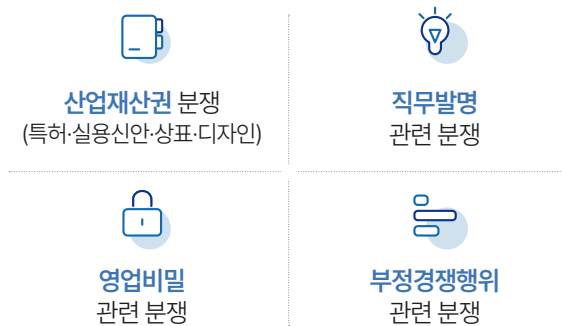 산업재산권 분쟁
(특허·실용신안·상표·디자인)
직무발명
관련 분쟁
영업비밀
관련 분쟁
부정경쟁행위
관련 분쟁